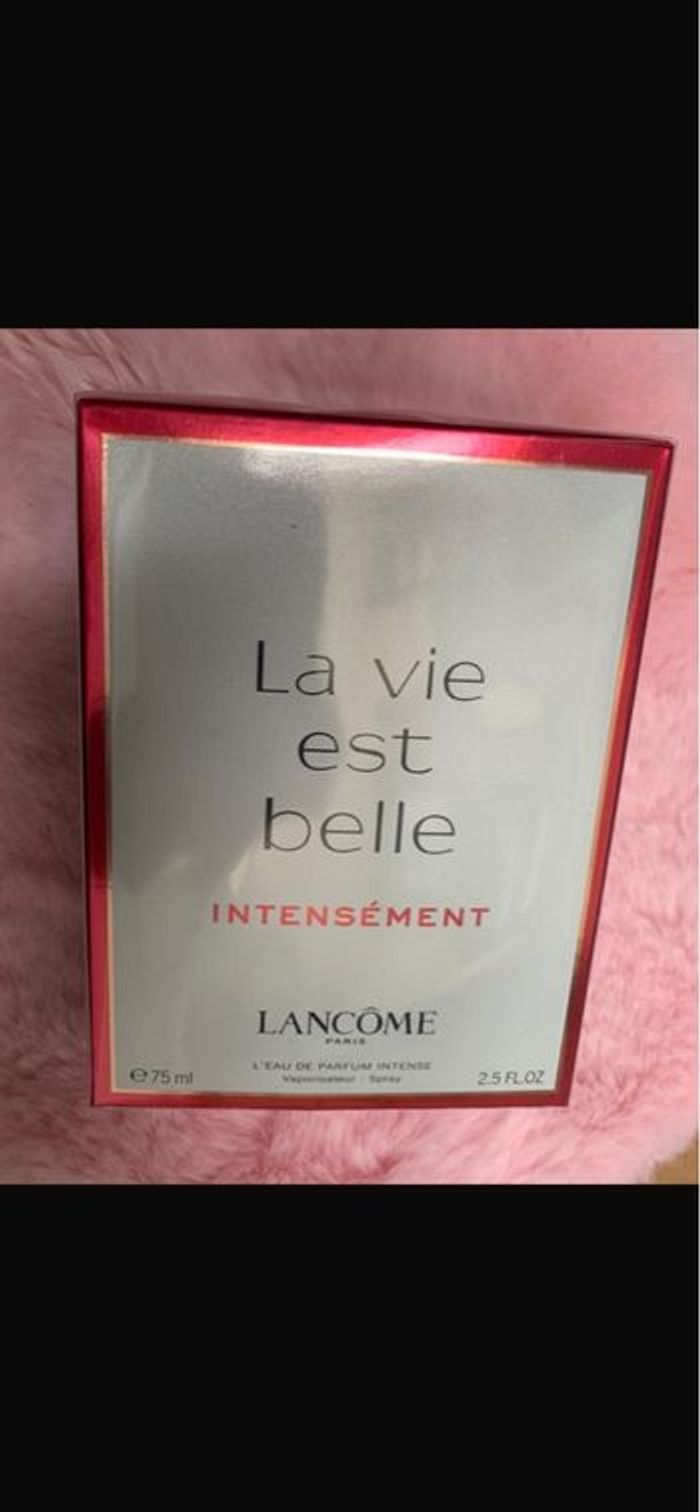 La vie
est
belle
INTENSÉMENT
LANCÔME
PARIS
L'EAU DE PARFUM INTENSE
Vaporisateur - Spray
℮ 75 ml
2.5 FL.OZ